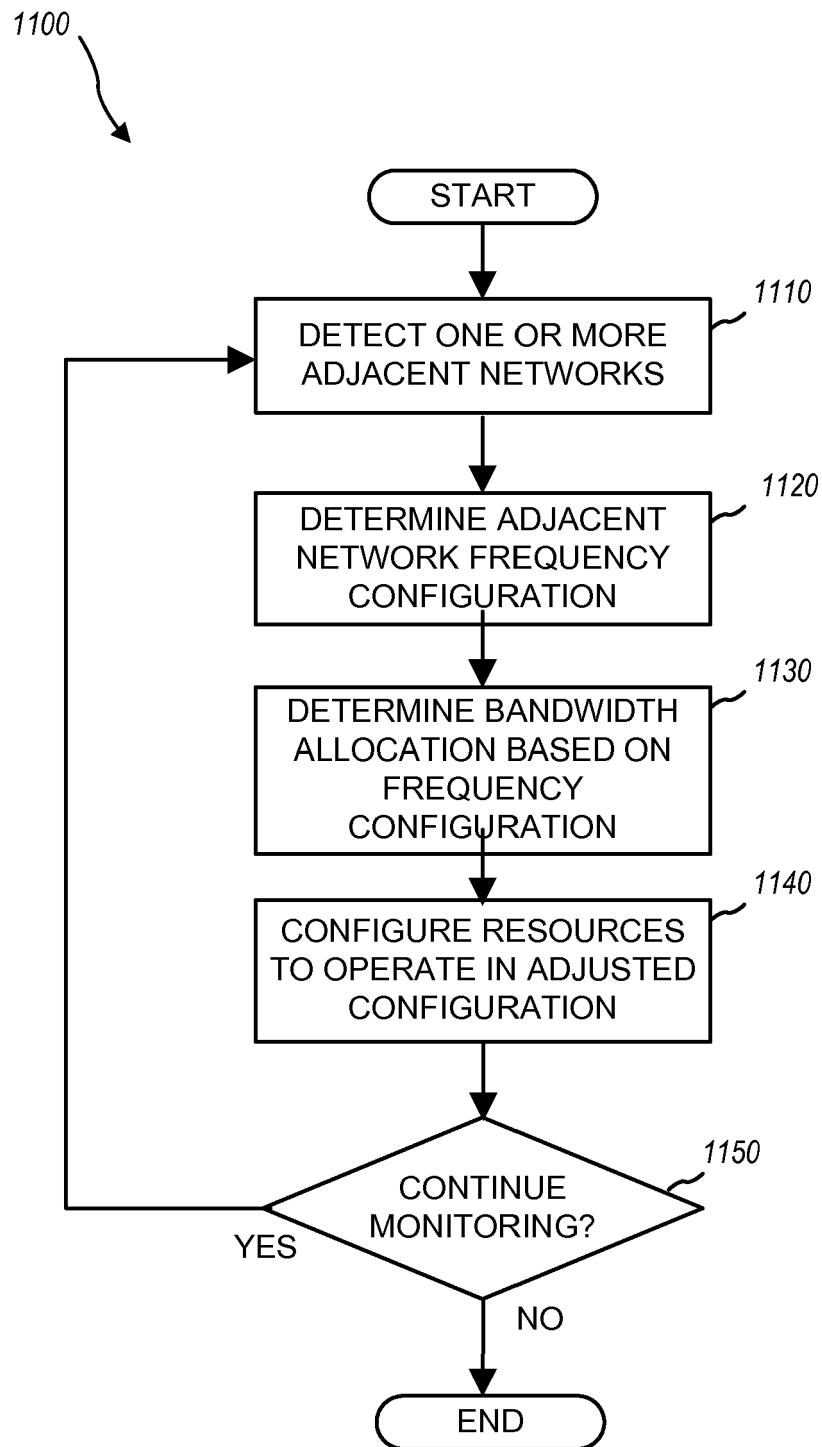 1100
START
1110
DETECT ONE OR MORE
ADJACENT NETWORKS
1120
DETERMINE ADJACENT
NETWORK FREQUENCY
CONFIGURATION
1130
DETERMINE BANDWIDTH
ALLOCATION BASED ON
FREQUENCY
CONFIGURATION
1140
CONFIGURE RESOURCES
TO OPERATE IN ADJUSTED
CONFIGURATION
1150
CONTINUE
MONITORING?
YES
NO
END